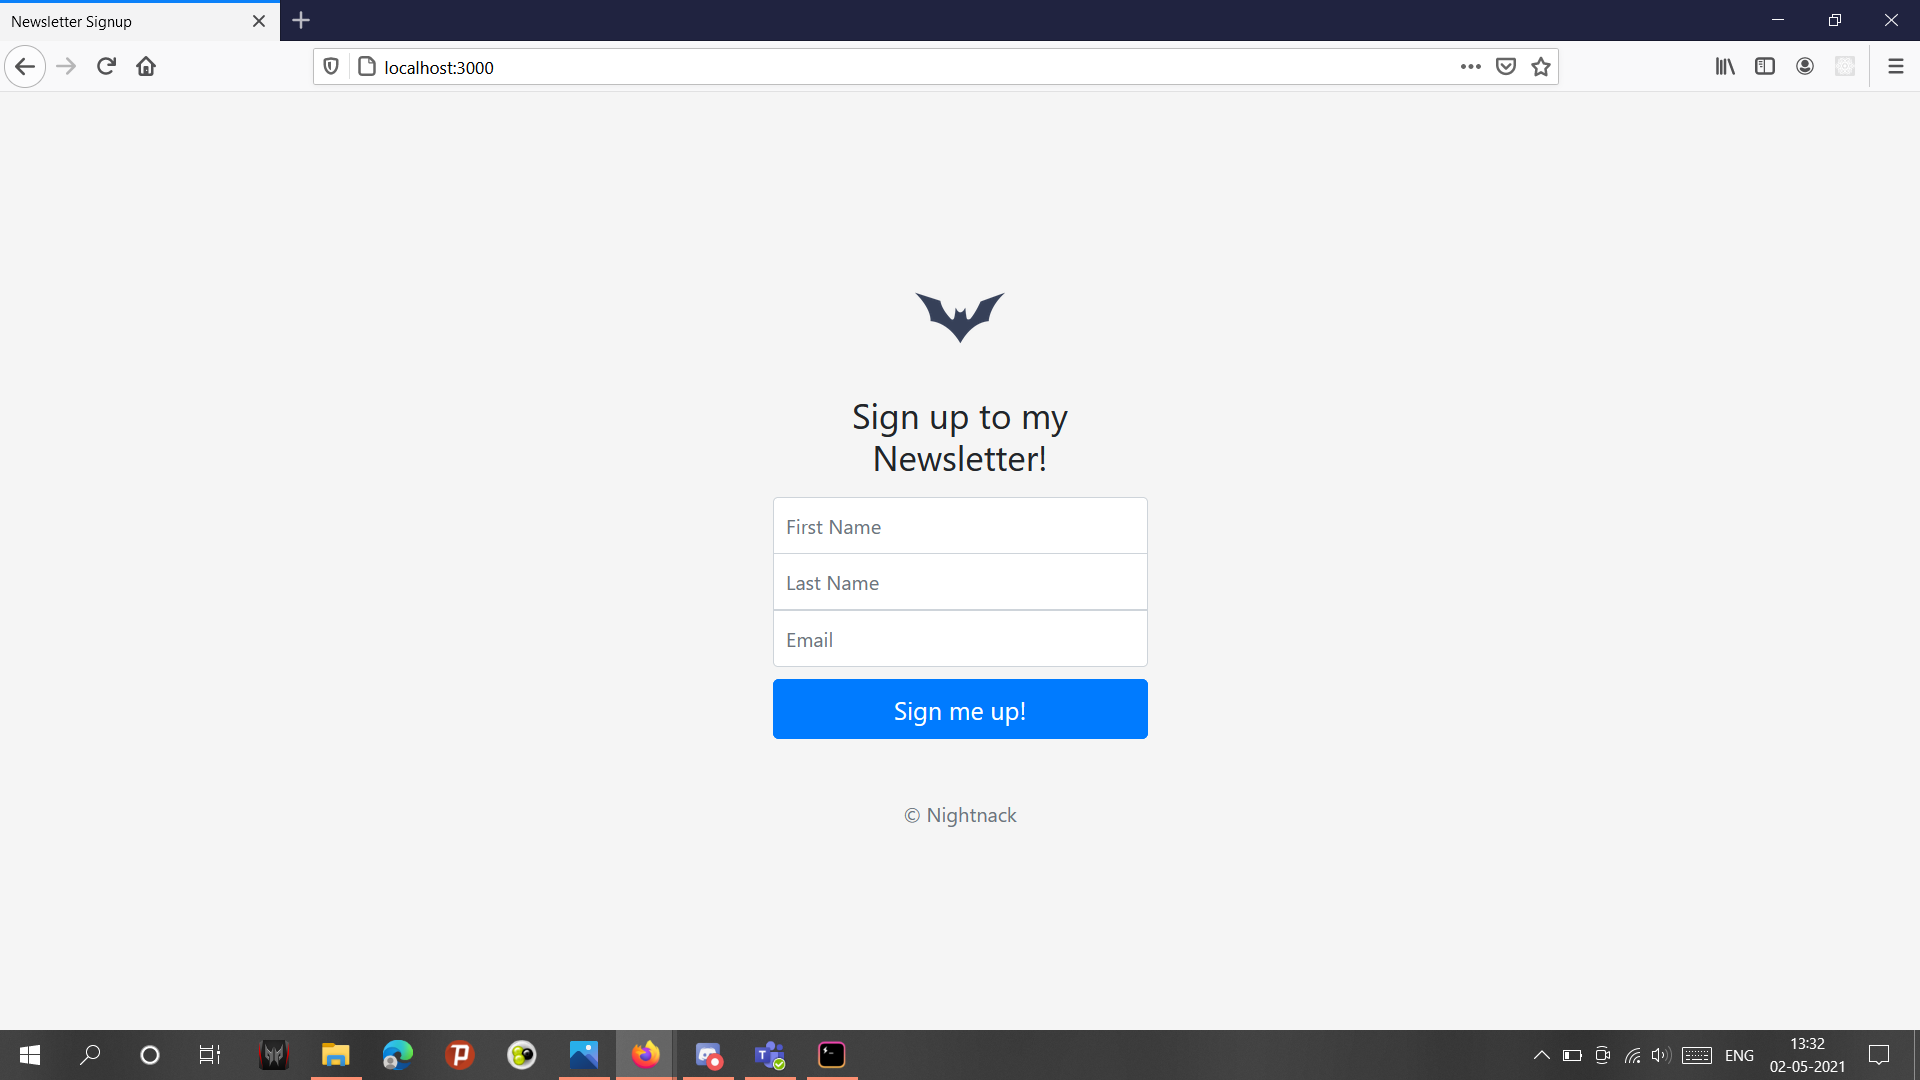 Newsletter Signup
localhost:3000
Sign up to my
Newsletter!
First Name
Last Name
Email
Sign me up!
© Nightnack
ENG
13:32
02-05-2021